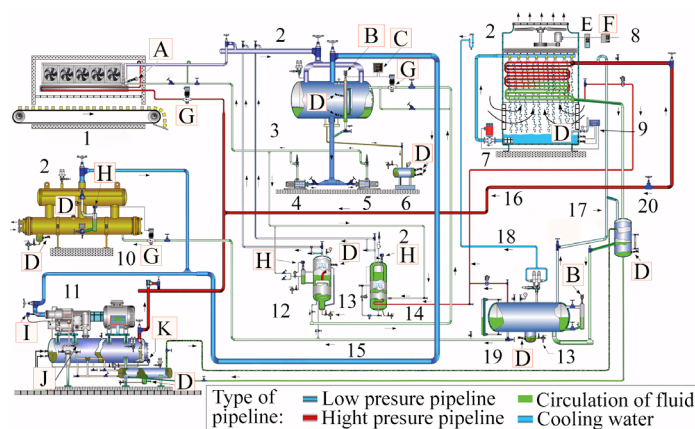 A
2
B
C
2
E
F
8
G
G
D
3
D
9
1
7
2
H
4
5
D
6
16
17
20
D
D
G
10
H
D
2
H
18
D
11
12
13
14
B
I
15
19
D
13
J
K
D
Type of pipeline:
Low presure pipeline
Circulation of fluid
Hight presure pipeline
Cooling water